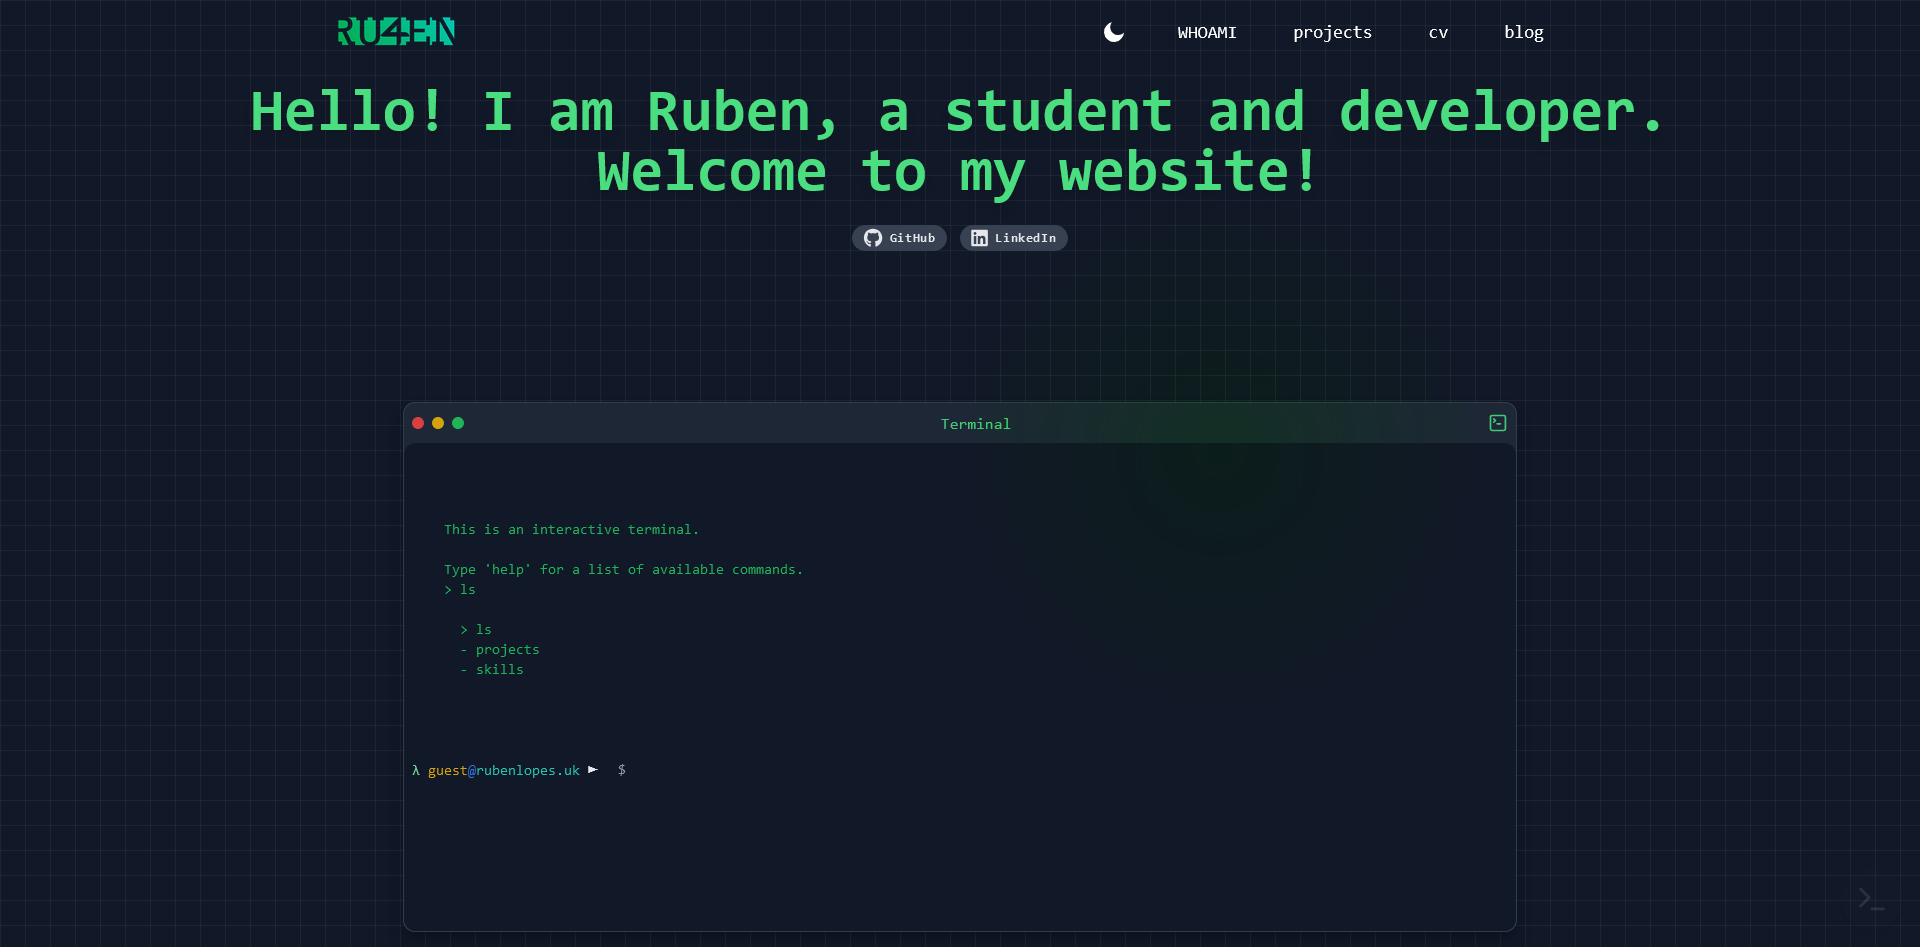 RU4EN
WHOAMI projects cv blog
Hello! I am Ruben, a student and developer.
Welcome to my website!
GitHub LinkedIn
Terminal
This is an interactive terminal.
Type 'help' for a list of available commands.
> ls
> ls
- projects
- skills
λ guest@rubenlopes.uk ► $